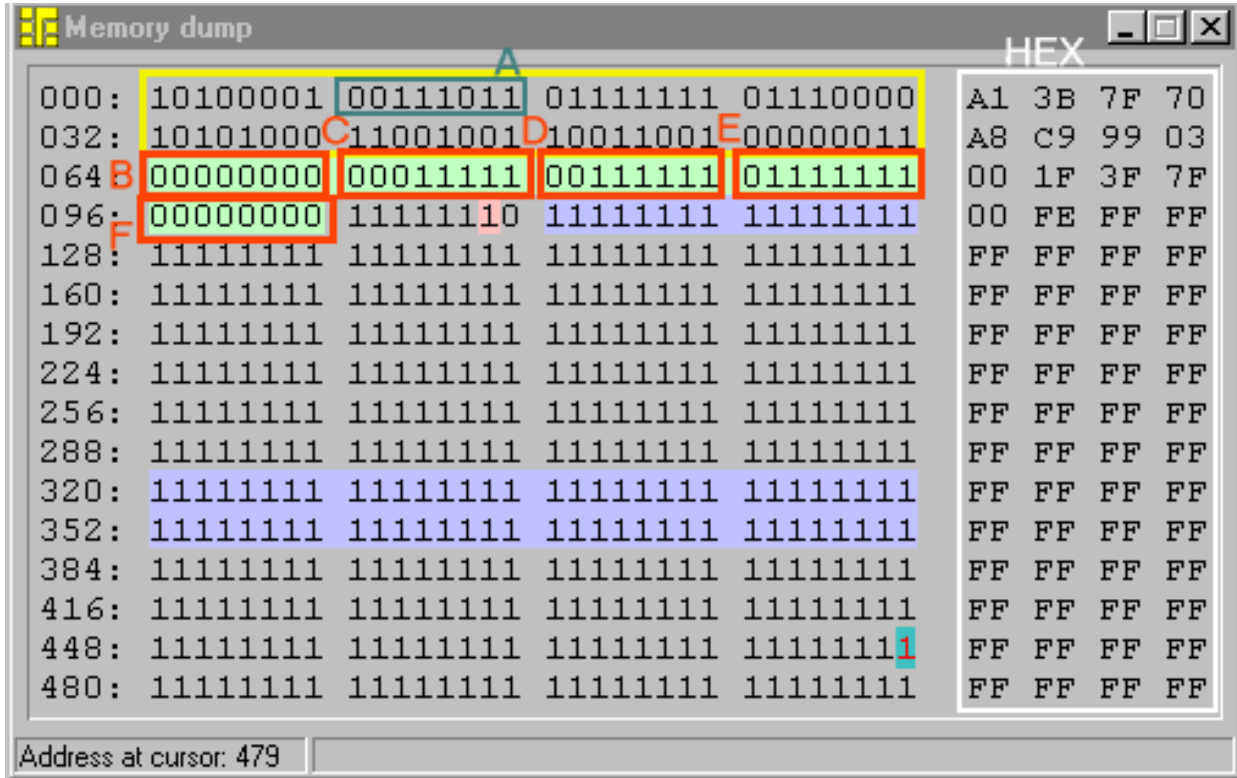 Memory dump
HEX
A
000: 10100001 00111011 01111111 01110000 A1 3B 7F 70
032: 10101000 C 11001001 D 10011001 E 00000011 A8 C9 99 03
064 B 00000000 00011111 00111111 01111111 00 1F 3F 7F
096: 00000000 11111110 11111111 11111111 00 FE FF FF
F
128: 11111111 11111111 11111111 11111111 FF FF FF FF
160: 11111111 11111111 11111111 11111111 FF FF FF FF
192: 11111111 11111111 11111111 11111111 FF FF FF FF
224: 11111111 11111111 11111111 11111111 FF FF FF FF
256: 11111111 11111111 11111111 11111111 FF FF FF FF
288: 11111111 11111111 11111111 11111111 FF FF FF FF
320: 11111111 11111111 11111111 11111111 FF FF FF FF
352: 11111111 11111111 11111111 11111111 FF FF FF FF
384: 11111111 11111111 11111111 11111111 FF FF FF FF
416: 11111111 11111111 11111111 11111111 FF FF FF FF
448: 11111111 11111111 11111111 11111111 FF FF FF FF
480: 11111111 11111111 11111111 11111111 FF FF FF FF
Address at cursor: 479